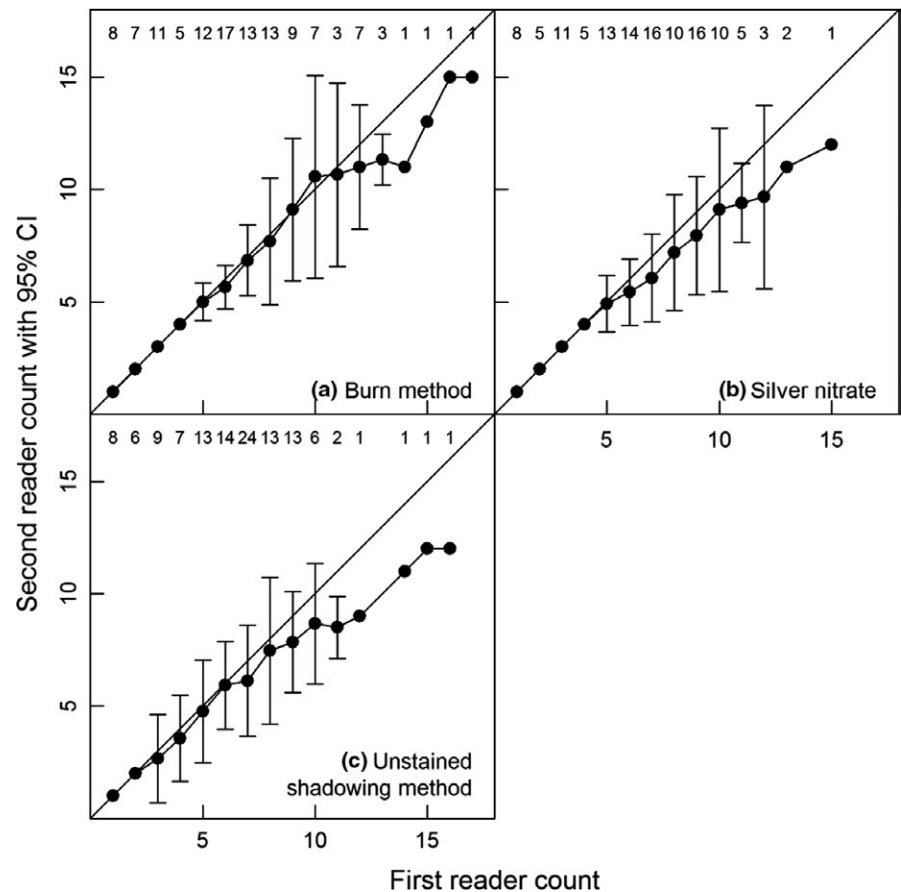 8 7 11 5 12 17 13 13 9 7 3 7 3 1 1 1 1
15
10
5
(a) Burn method
8 5 11 5 13 14 16 10 16 10 5 3 2 1
(b) Silver nitrate
5 10 15
8 6 9 7 13 14 24 13 13 6 2 1 1 1 1
15
10
5
(c) Unstained
shadowing method
5 10 15
Second reader count with 95% CI
First reader count